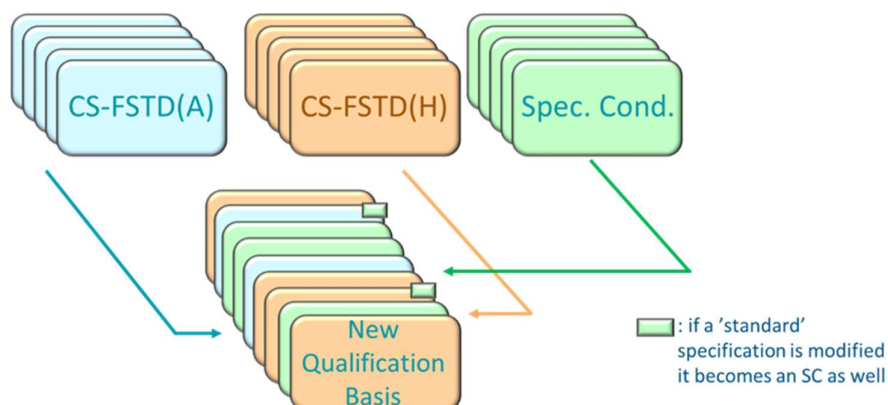 CS-FSTD(A)
CS-FSTD(H)
Spec. Cond.
New
Qualification
Basis
: if a 'standard’
specification is modified
it becomes an SC as well